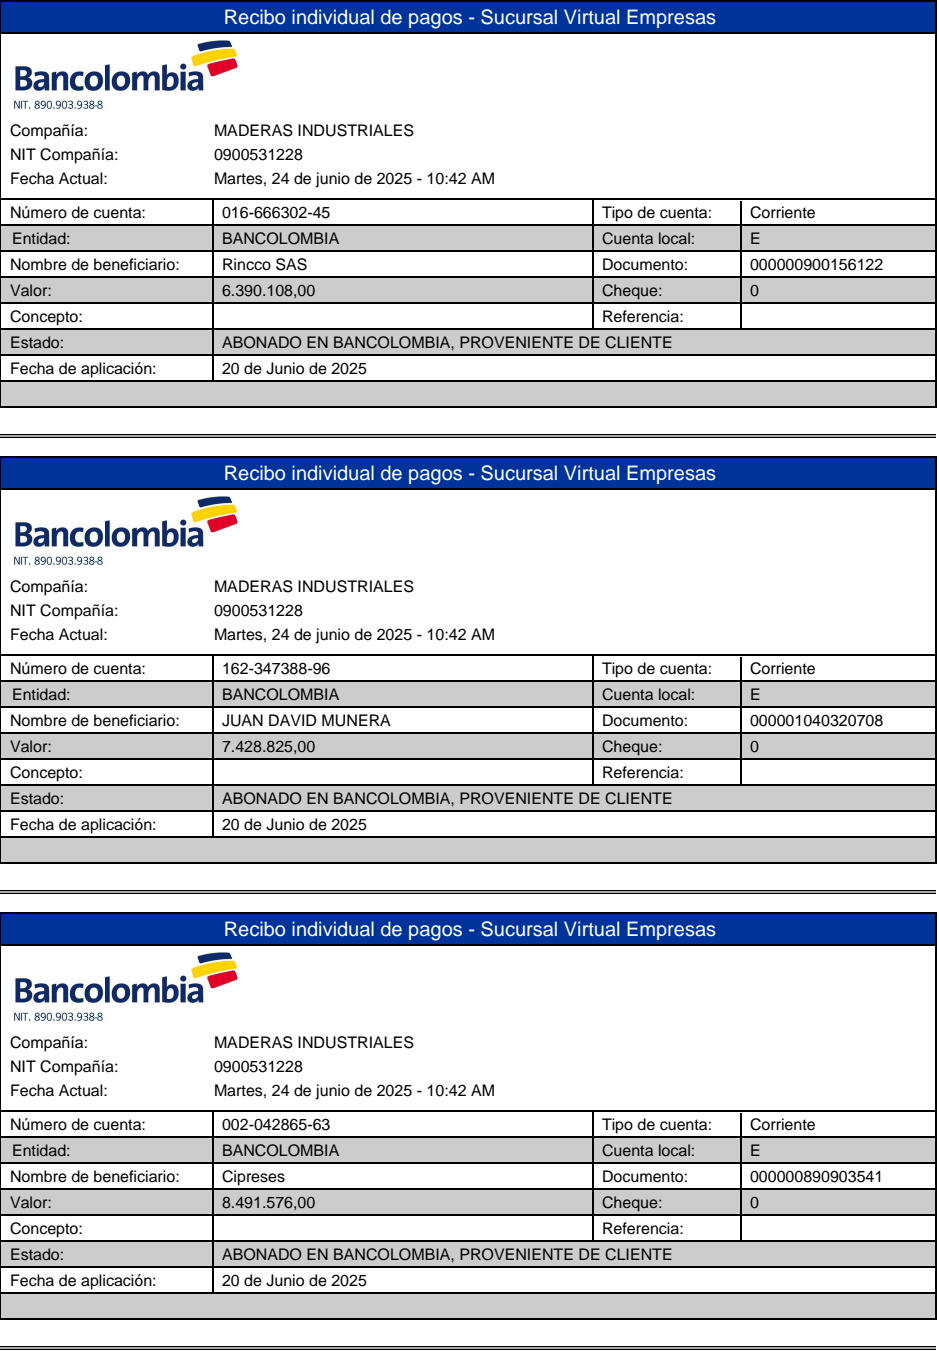 Recibo individual de pagos - Sucursal Virtual Empresas
Bancolombia
NIT. 890.903.938-8
Compañía: MADERAS INDUSTRIALES
NIT Compañía: 0900531228
Fecha Actual: Martes, 24 de junio de 2025 - 10:42 AM
Número de cuenta: 016-666302-45 Tipo de cuenta: Corriente
Entidad: BANCOLOMBIA Cuenta local: E
Nombre de beneficiario: Rincco SAS Documento: 000000900156122
Valor: 6.390.108,00 Cheque: 0
Concepto: Referencia:
Estado: ABONADO EN BANCOLOMBIA, PROVENIENTE DE CLIENTE
Fecha de aplicación: 20 de Junio de 2025
Recibo individual de pagos - Sucursal Virtual Empresas
Bancolombia
NIT. 890.903.938-8
Compañía: MADERAS INDUSTRIALES
NIT Compañía: 0900531228
Fecha Actual: Martes, 24 de junio de 2025 - 10:42 AM
Número de cuenta: 162-347388-96 Tipo de cuenta: Corriente
Entidad: BANCOLOMBIA Cuenta local: E
Nombre de beneficiario: JUAN DAVID MUNERA Documento: 000001040320708
Valor: 7.428.825,00 Cheque: 0
Concepto: Referencia:
Estado: ABONADO EN BANCOLOMBIA, PROVENIENTE DE CLIENTE
Fecha de aplicación: 20 de Junio de 2025
Recibo individual de pagos - Sucursal Virtual Empresas
Bancolombia
NIT. 890.903.938-8
Compañía: MADERAS INDUSTRIALES
NIT Compañía: 0900531228
Fecha Actual: Martes, 24 de junio de 2025 - 10:42 AM
Número de cuenta: 002-042865-63 Tipo de cuenta: Corriente
Entidad: BANCOLOMBIA Cuenta local: E
Nombre de beneficiario: Cipreses Documento: 000000890903541
Valor: 8.491.576,00 Cheque: 0
Concepto: Referencia:
Estado: ABONADO EN BANCOLOMBIA, PROVENIENTE DE CLIENTE
Fecha de aplicación: 20 de Junio de 2025